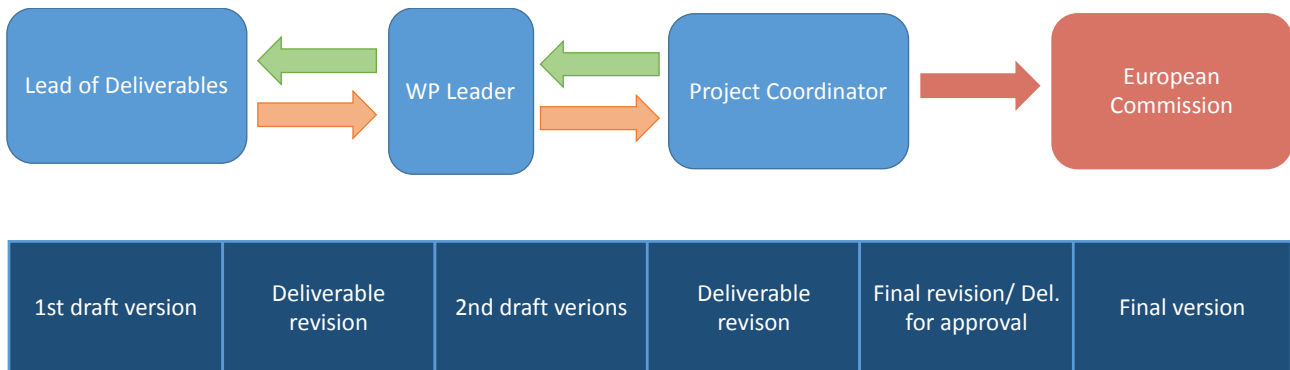 Lead of Deliverables
WP Leader
Project Coordinator
European
Commission
1st draft version
Deliverable
revision
2nd draft verions
Deliverable
revison
Final revision/ Del.
for approval
Final version